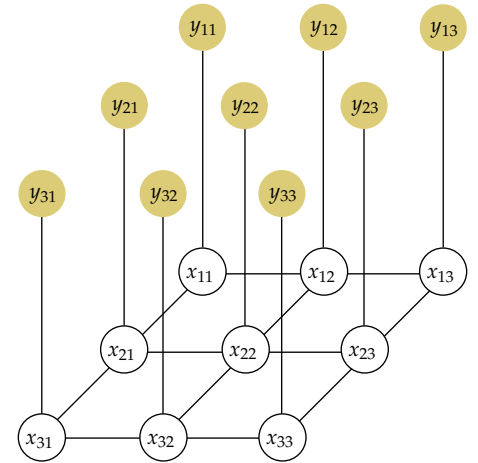 y₁₁ y₁₂ y₁₃
y₂₁ y₂₂ y₂₃
y₃₁ y₃₂ y₃₃
x₁₁ x₁₂ x₁₃
x₂₁ x₂₂ x₂₃
x₃₁ x₃₂ x₃₃